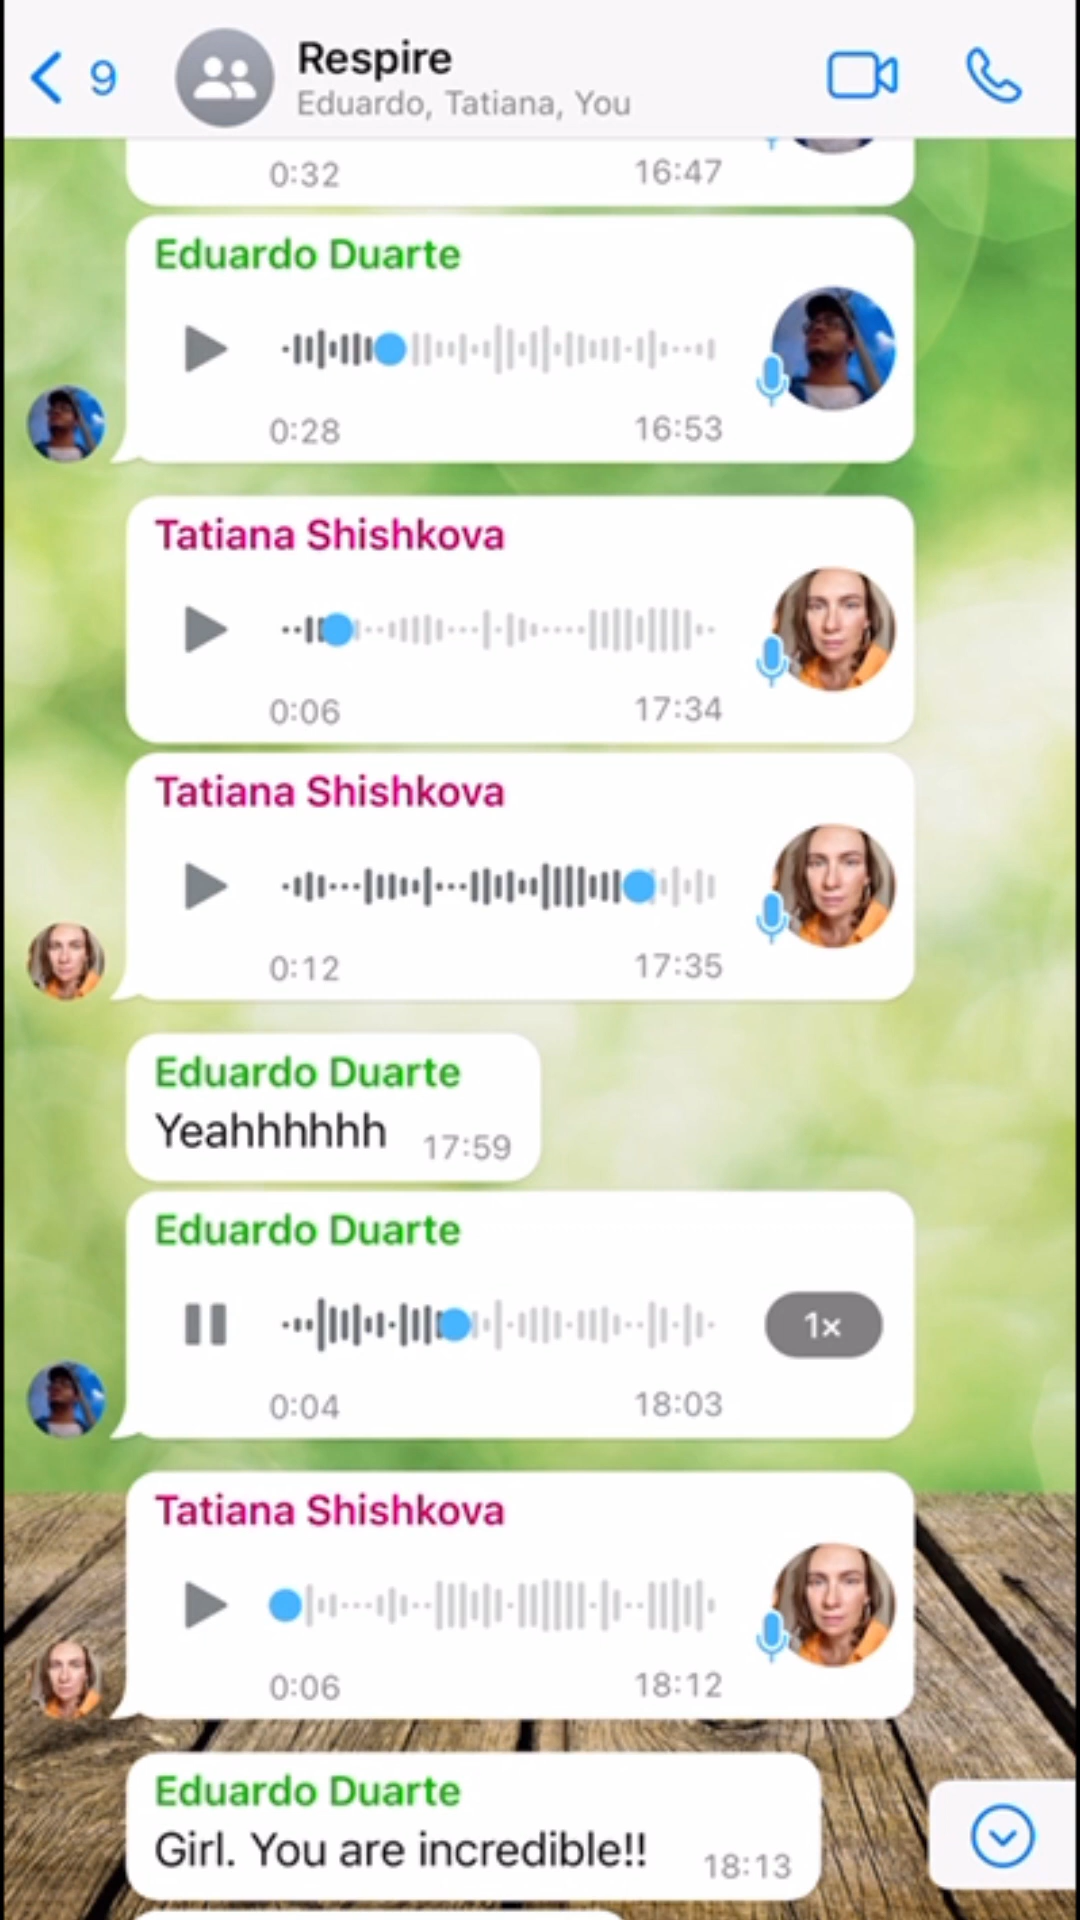 9
Respire
Eduardo, Tatiana, You
0:32 16:47
Eduardo Duarte
0:28 16:53
Tatiana Shishkova
0:06 17:34
Tatiana Shishkova
0:12 17:35
Eduardo Duarte
Yeahhhhhh 17:59
Eduardo Duarte
1x
0:04 18:03
Tatiana Shishkova
0:06 18:12
Eduardo Duarte
Girl. You are incredible!! 18:13